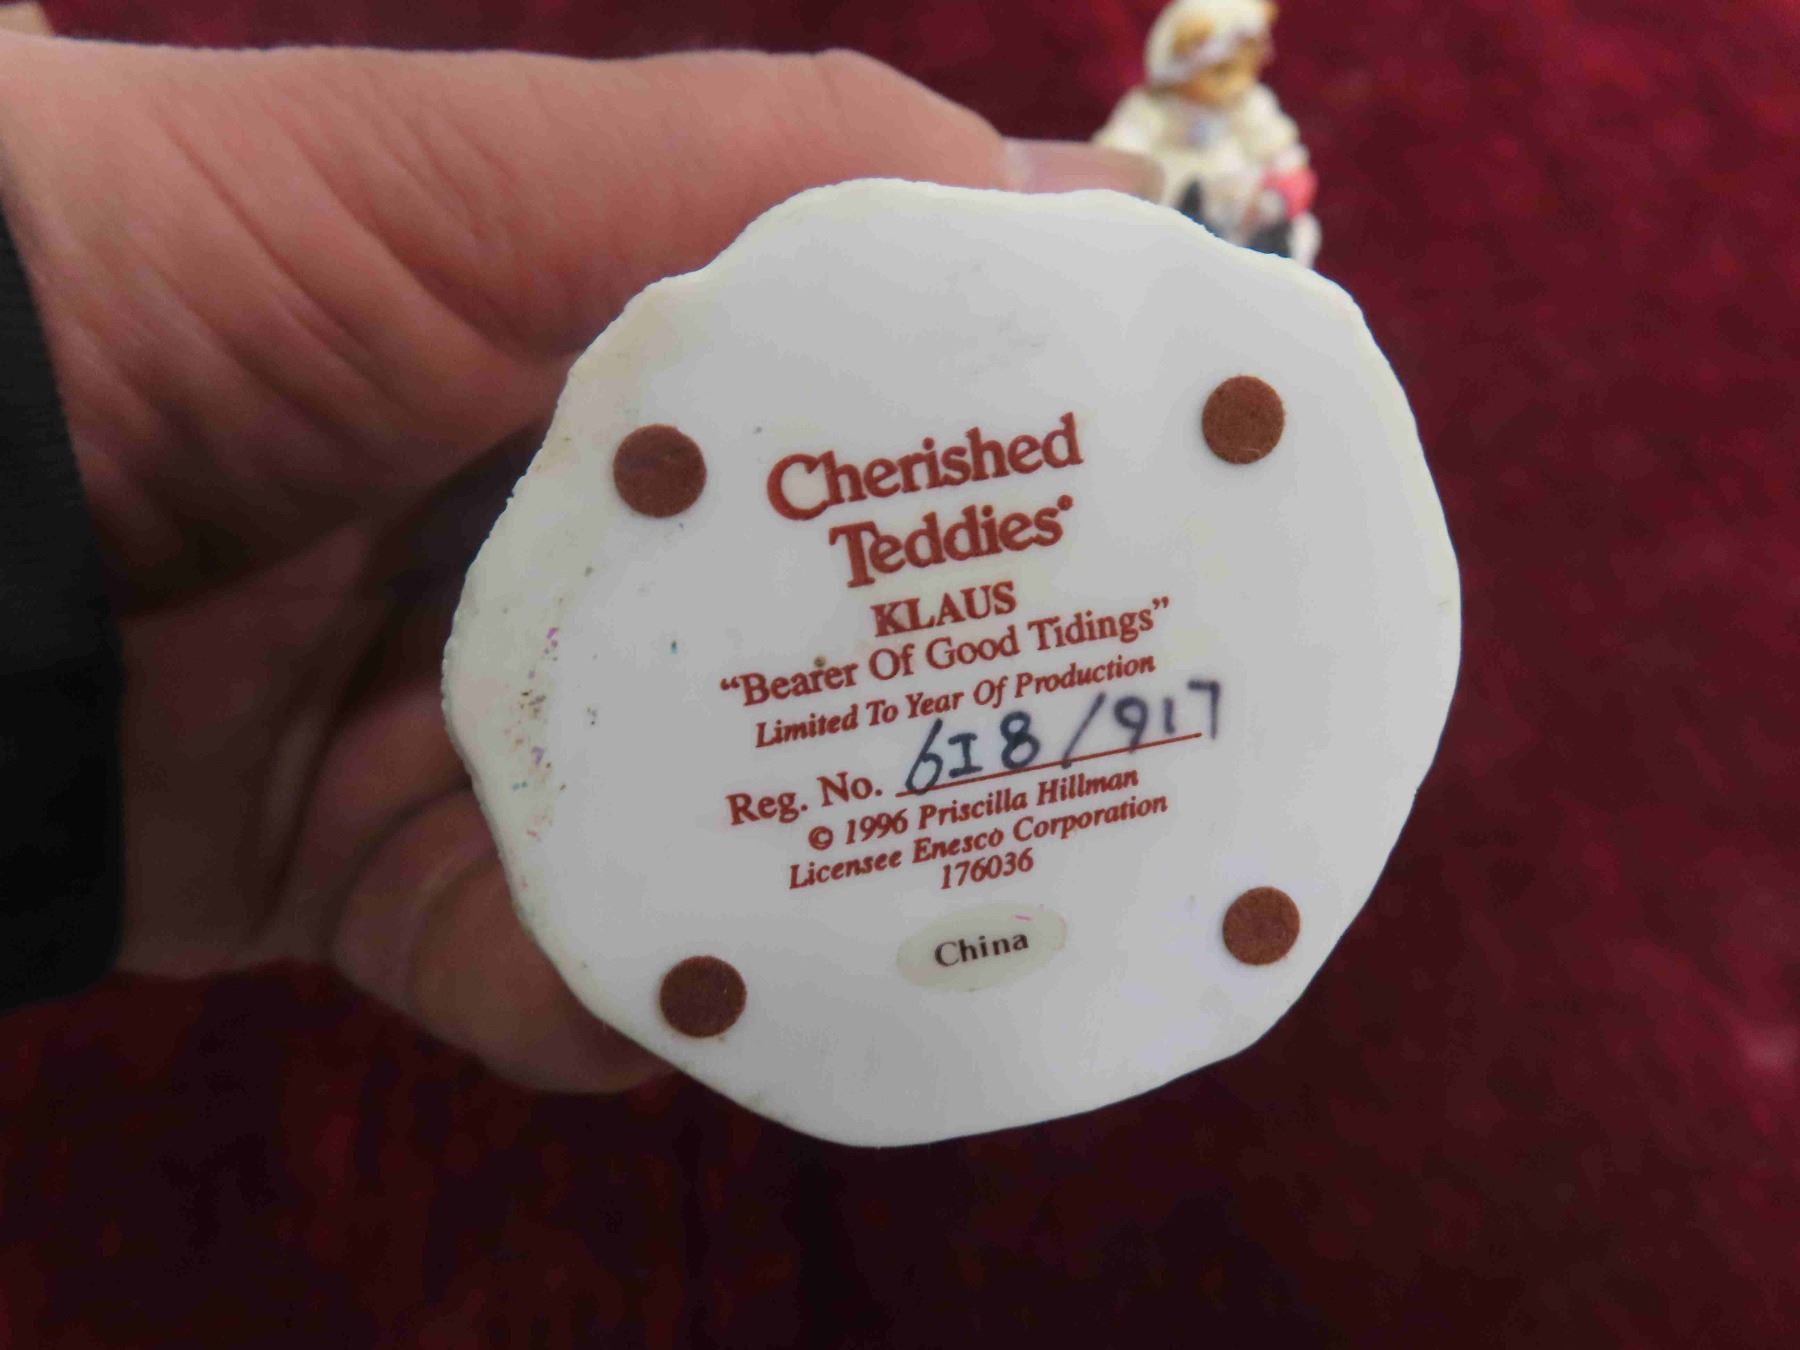 Cherished
Teddies®
KLAUS
“Bearer Of Good Tidings”
Limited To Year Of Production
Reg. No. 6I8/917
© 1996 Priscilla Hillman
Licensee Enesco Corporation
176036
China